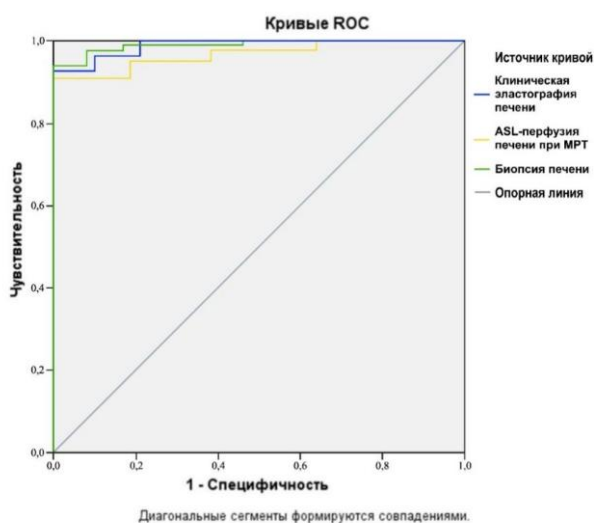 Кривые ROC
1,0
0,8
0,6
0,4
0,2
0,0
Чувствительность
0,0
0,2
0,4
0,6
0,8
1,0
1 - Специфичность
Источник кривой
Клиническая
эластография
печени
ASL-перфузия
печени при МРТ
Биопсия печени
Опорная линия
Диагональные сегменты формируются совпадениями.